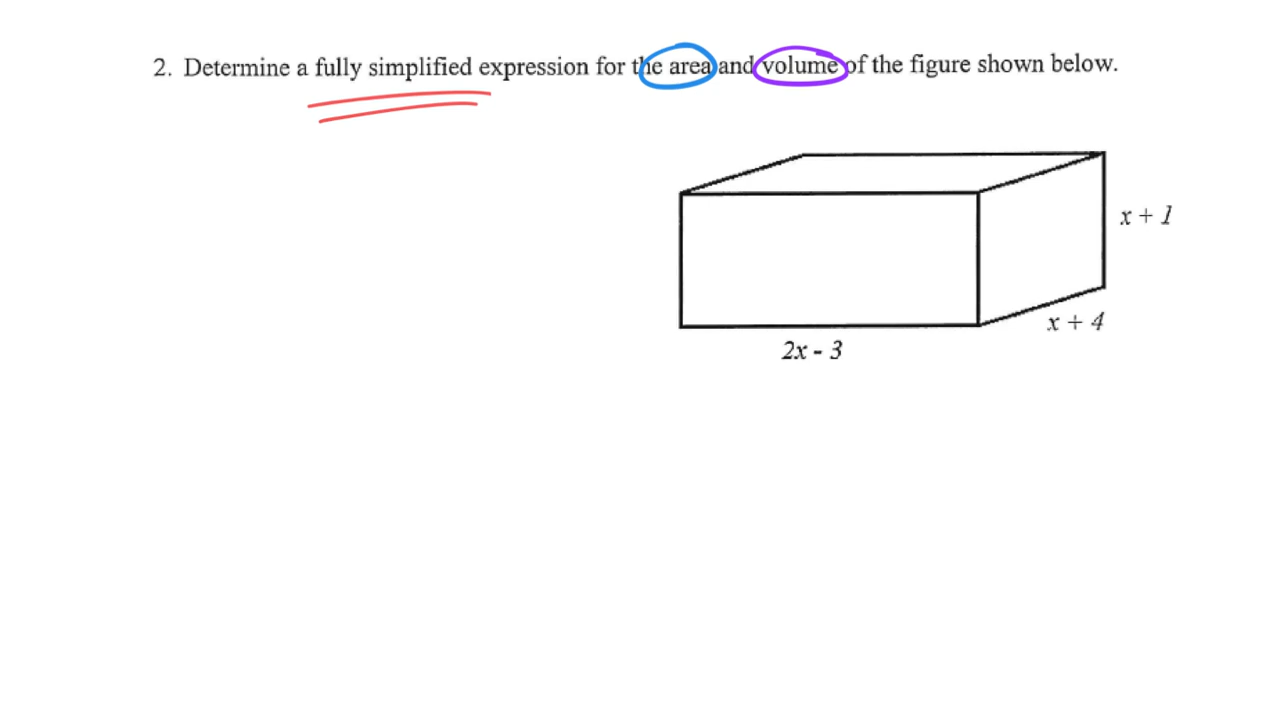 2. Determine a fully simplified expression for the area and volume of the figure shown below.
x + 1
x + 4
2x - 3